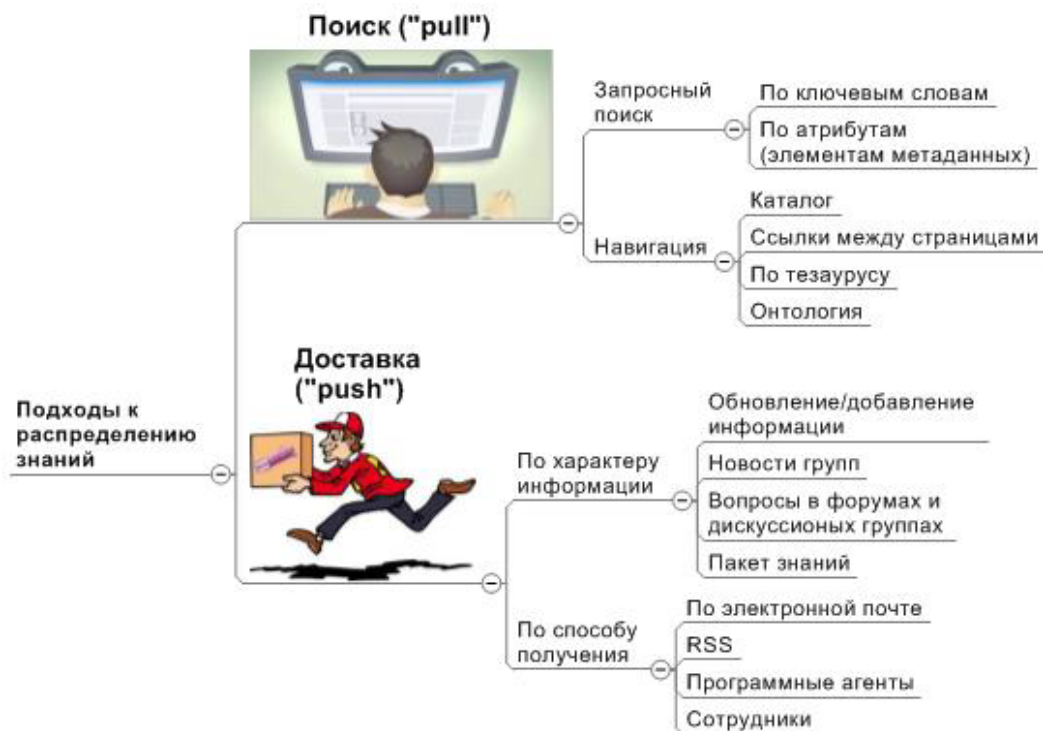 Поиск ("pull")
Запросный
поиск
По ключевым словам
По атрибутам
(элементам метаданных)
Навигация
Каталог
Ссылки между страницами
По тезаурусу
Онтология
Подходы к
распределению
знаний
Доставка
("push")
По характеру
информации
Обновление/добавление
информации
Новости групп
Вопросы в форумах и
дискуссионых группах
Пакет знаний
По способу
получения
По электронной почте
RSS
Программные агенты
Сотрудники